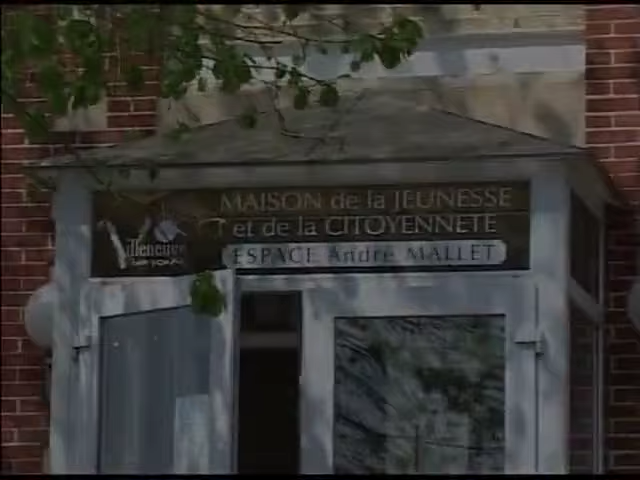 MAISON de la JEUNESSE
et de la CITOYENNETE
ESPACE André MALLET
Villeneuve